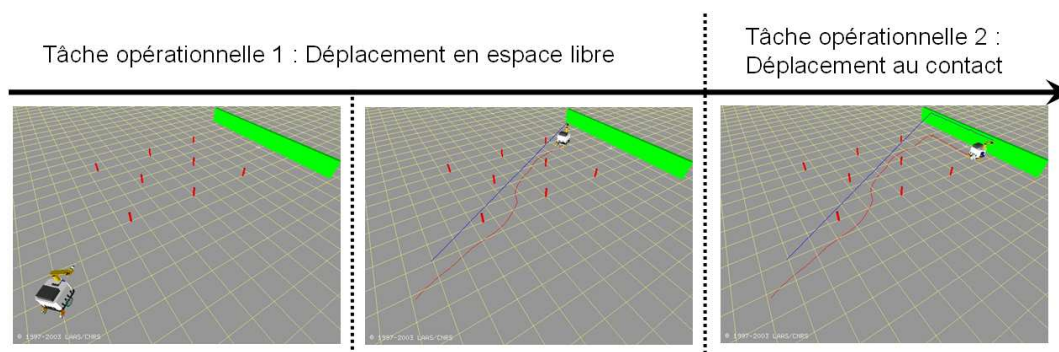 Tâche opérationnelle 1 : Déplacement en espace libre
Tâche opérationnelle 2 :
Déplacement au contact
© 1997-2003 LAAS/CNRS
© 1997-2003 LAAS/CNRS
© 1997-2003 LAAS/CNRS